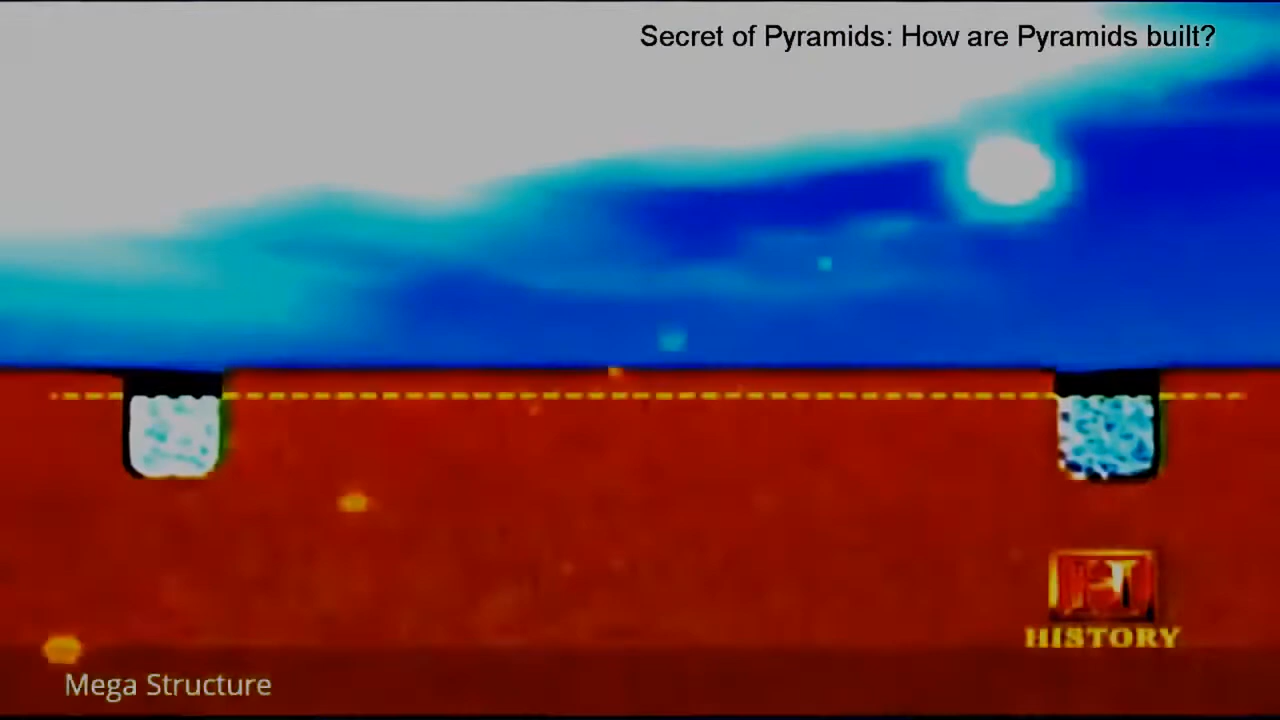 Secret of Pyramids: How are Pyramids built?
H
HISTORY
Mega Structure